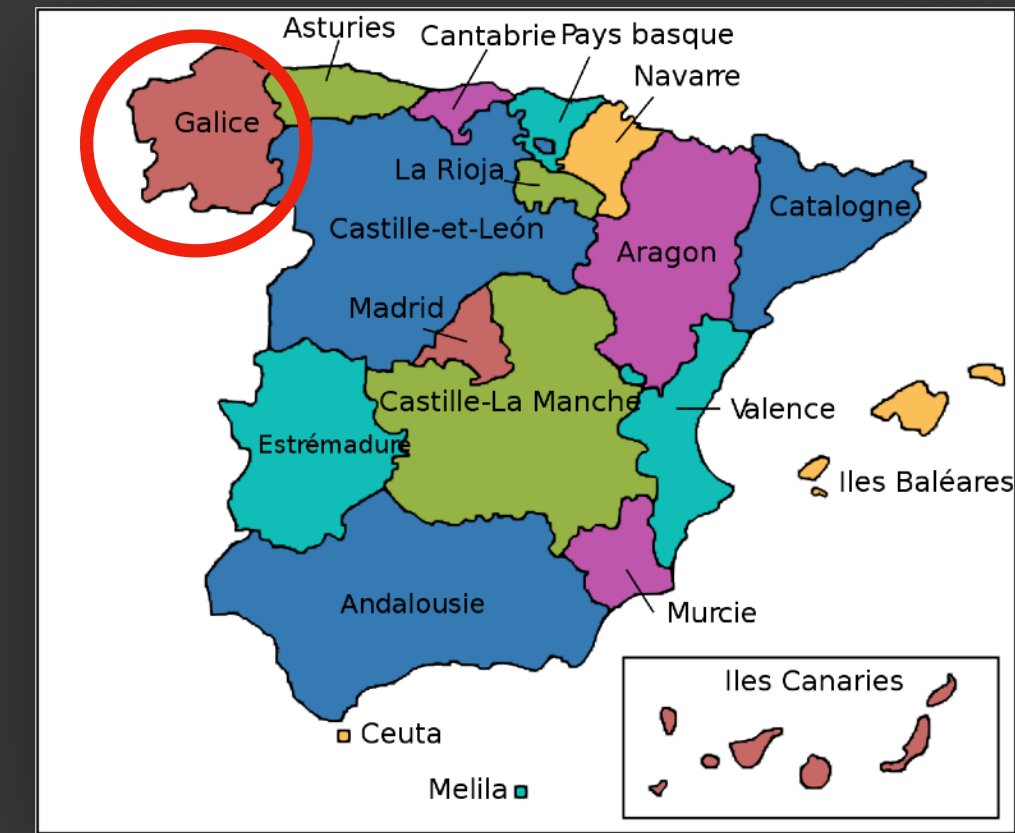 Asturies
Cantabrie
Pays basque
Navarre
Galice
La Rioja
Catalogne
Castille-et-León
Aragon
Madrid
Castille-La Manche
Valence
Estrémadure
Iles Baléares
Andalousie
Murcie
Iles Canaries
Ceuta
Melila